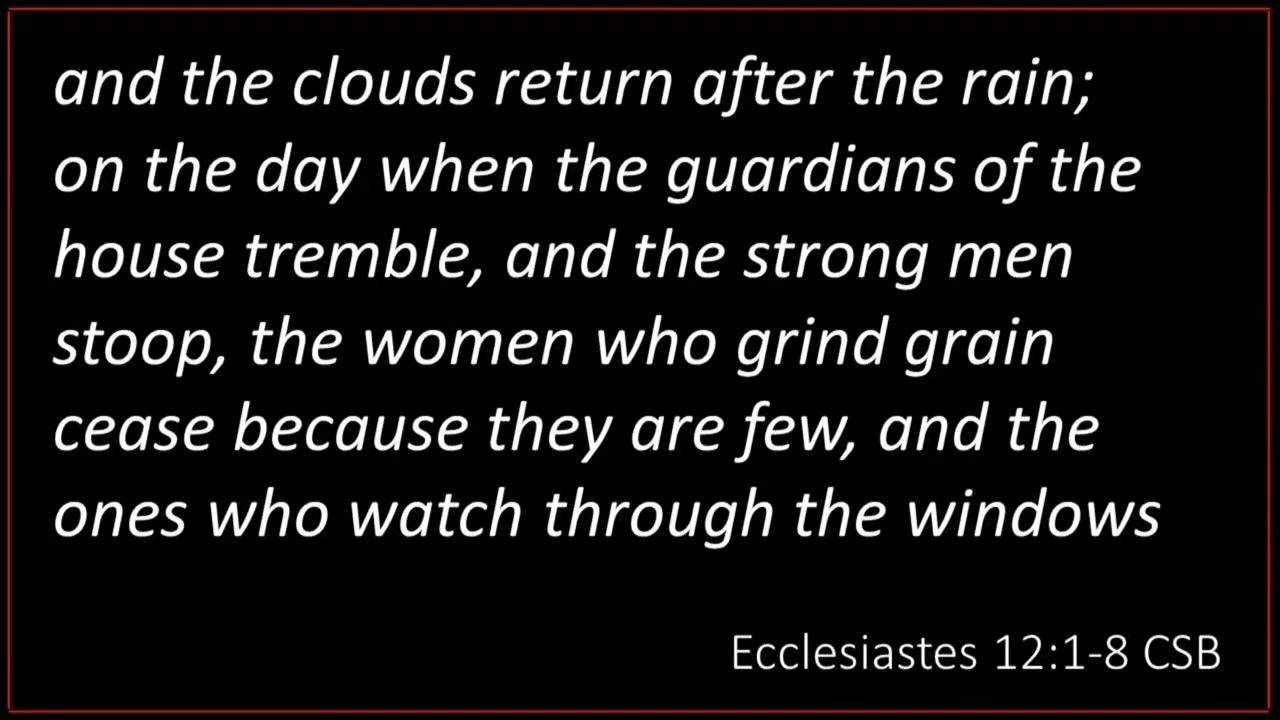 and the clouds return after the rain;
on the day when the guardians of the
house tremble, and the strong men
stoop, the women who grind grain
cease because they are few, and the
ones who watch through the windows
Ecclesiastes 12:1-8 CSB